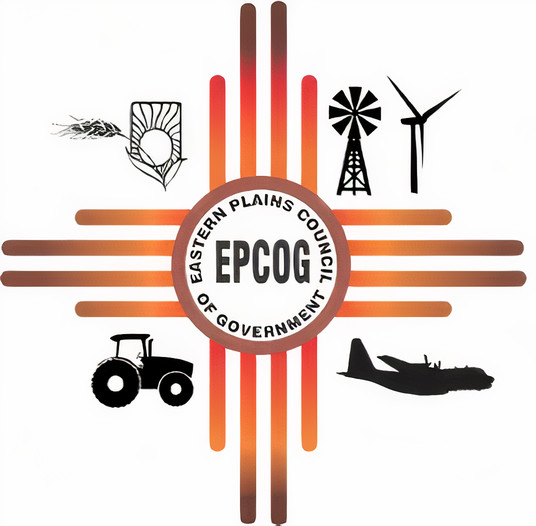 EASTERN PLAINS COUNCIL
EPCOG
OF GOVERNMENT